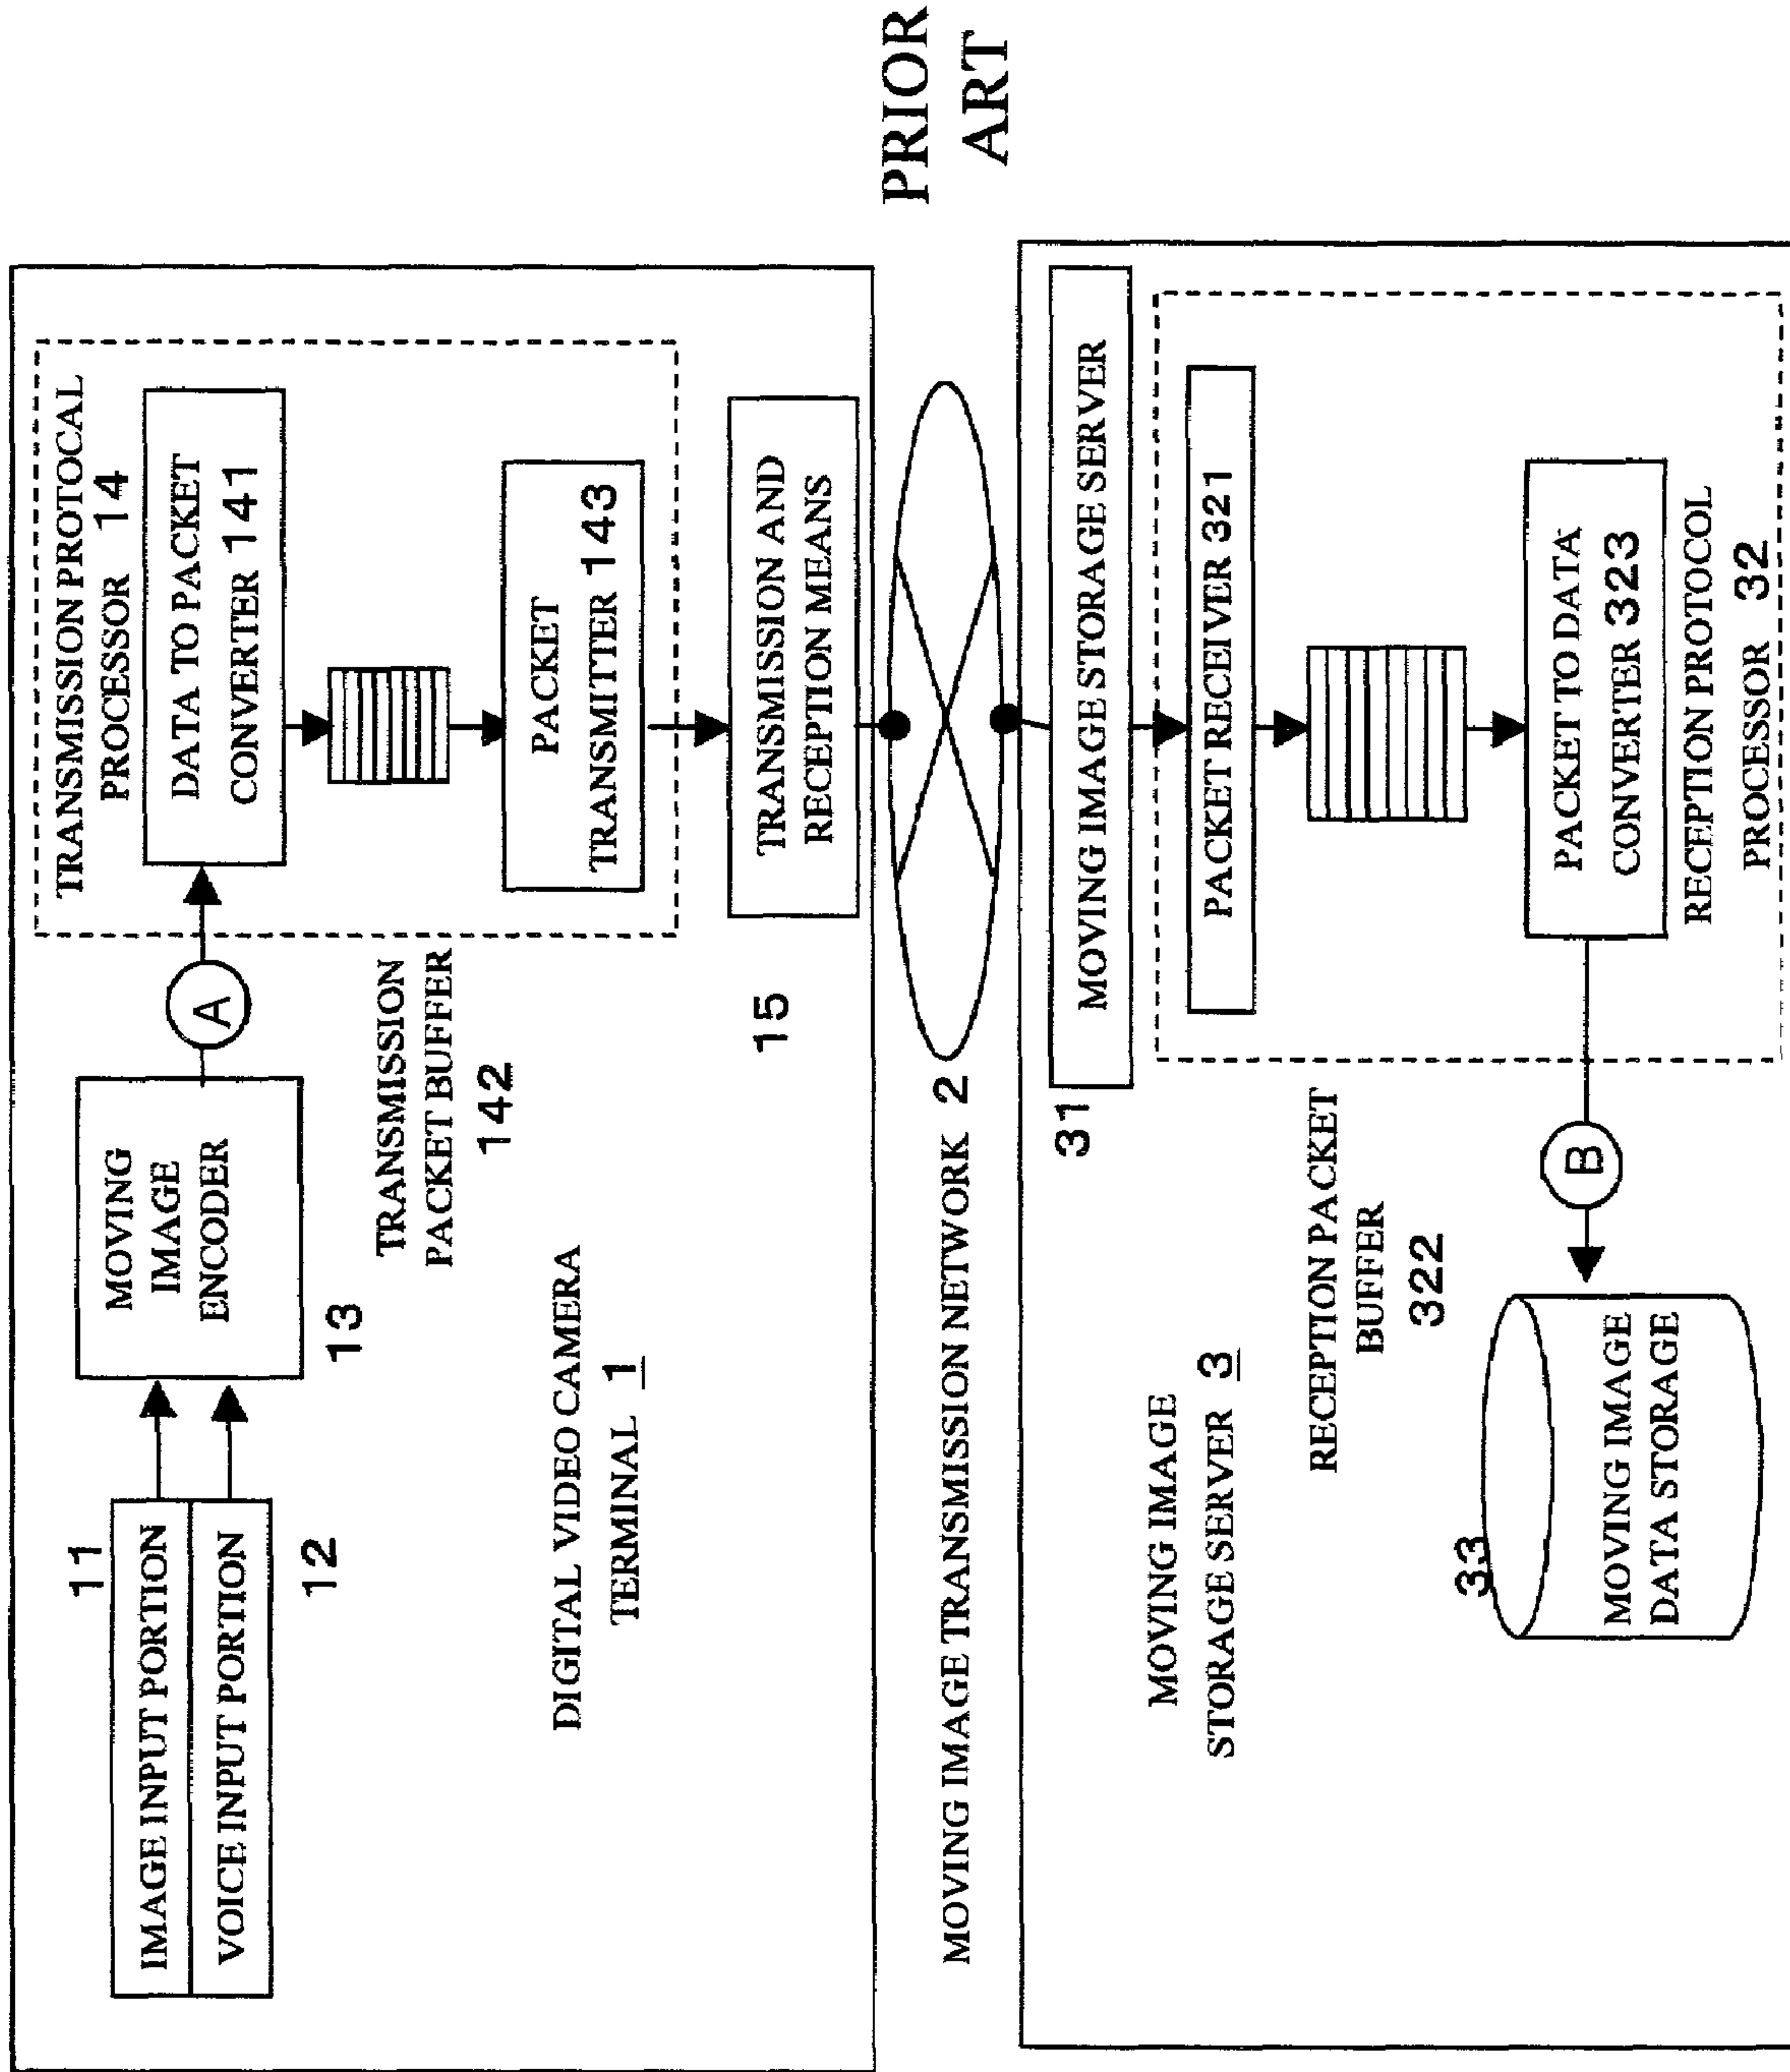 11
IMAGE INPUT PORTION
VOICE INPUT PORTION
12
MOVING
IMAGE
ENCODER
13
A
TRANSMISSION PROTOCAL
PROCESSOR 14
DATA TO PACKET
CONVERTER 141
TRANSMISSION
PACKET BUFFER
142
PACKET
TRANSMITTER 143
DIGITAL VIDEO CAMERA
TERMINAL 1
15
TRANSMISSION AND
RECEPTION MEANS
MOVING IMAGE TRANSMISSION NETWORK 2
PRIOR
ART
31
MOVING IMAGE STORAGE SERVER
MOVING IMAGE
STORAGE SERVER 3
PACKET RECEIVER 321
RECEPTION PACKET
BUFFER
322
PACKET TO DATA
CONVERTER 323
RECEPTION PROTOCOL
PROCESSOR 32
B
33
MOVING IMAGE
DATA STORAGE